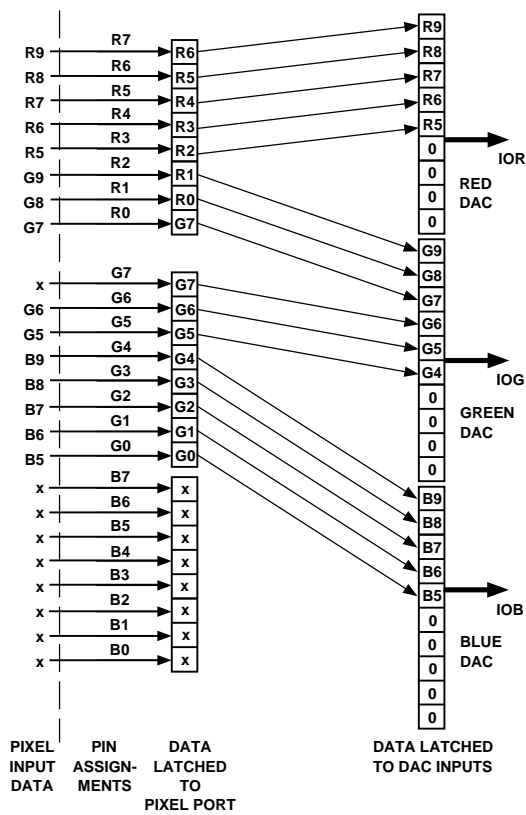 R9
R8
R7
R6
R5
G9
G8
G7
x
G6
G5
B9
B8
B7
B6
B5
x
x
x
x
x
x
x
x
PIXEL
INPUT
DATA
R7
R6
R5
R4
R3
R2
R1
R0
G7
G6
G5
G4
G3
G2
G1
G0
B7
B6
B5
B4
B3
B2
B1
B0
PIN
ASSIGN-
MENTS
R6
R5
R4
R3
R2
R1
R0
G7
G7
G6
G5
G4
G3
G2
G1
G0
x
x
x
x
x
x
x
x
DATA
LATCHED
TO
PIXEL PORT
R9
R8
R7
R6
R5
0
0
0
0
IOR
RED
DAC
G9
G8
G7
G6
G5
G4
0
0
0
0
IOG
GREEN
DAC
B9
B8
B7
B6
B5
0
0
0
0
0
IOB
BLUE
DAC
DATA LATCHED
TO DAC INPUTS